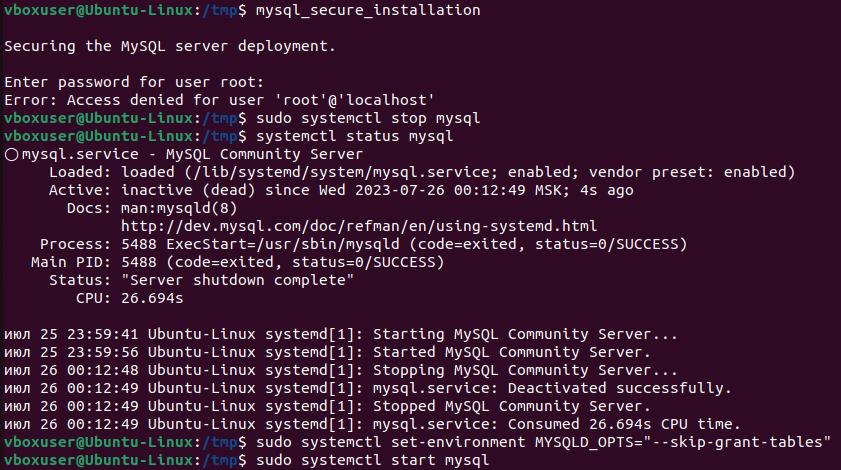 vboxuser@Ubuntu-Linux:/tmp$ mysql_secure_installation
Securing the MySQL server deployment.
Enter password for user root:
Error: Access denied for user 'root'@'localhost'
vboxuser@Ubuntu-Linux:/tmp$ sudo systemctl stop mysql
vboxuser@Ubuntu-Linux:/tmp$ systemctl status mysql
○ mysql.service - MySQL Community Server
Loaded: loaded (/lib/systemd/system/mysql.service; enabled; vendor preset: enabled)
Active: inactive (dead) since Wed 2023-07-26 00:12:49 MSK; 4s ago
Docs: man:mysqld(8)
http://dev.mysql.com/doc/refman/en/using-systemd.html
Process: 5488 ExecStart=/usr/sbin/mysqld (code=exited, status=0/SUCCESS)
Main PID: 5488 (code=exited, status=0/SUCCESS)
Status: "Server shutdown complete"
CPU: 26.694s
июл 25 23:59:41 Ubuntu-Linux systemd[1]: Starting MySQL Community Server...
июл 25 23:59:56 Ubuntu-Linux systemd[1]: Started MySQL Community Server.
июл 26 00:12:48 Ubuntu-Linux systemd[1]: Stopping MySQL Community Server...
июл 26 00:12:49 Ubuntu-Linux systemd[1]: mysql.service: Deactivated successfully.
июл 26 00:12:49 Ubuntu-Linux systemd[1]: Stopped MySQL Community Server.
июл 26 00:12:49 Ubuntu-Linux systemd[1]: mysql.service: Consumed 26.694s CPU time.
vboxuser@Ubuntu-Linux:/tmp$ sudo systemctl set-environment MYSQLD_OPTS="--skip-grant-tables"
vboxuser@Ubuntu-Linux:/tmp$ sudo systemctl start mysql